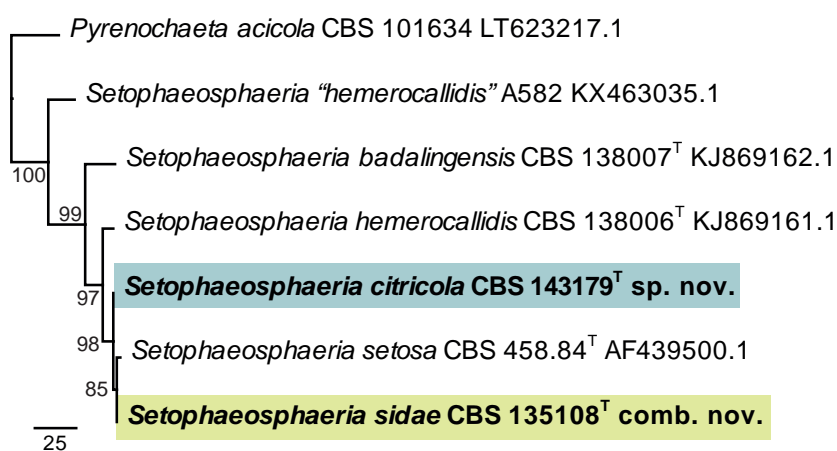 Pyrenochaeta acicola CBS 101634 LT623217.1
Setophaeosphaeria “hemerocallidis” A582 KX463035.1
Setophaeosphaeria badalingensis CBS 138007ᵀ KJ869162.1
100
99
Setophaeosphaeria hemerocallidis CBS 138006ᵀ KJ869161.1
Setophaeosphaeria citricola CBS 143179ᵀ sp. nov.
97
98
Setophaeosphaeria setosa CBS 458.84ᵀ AF439500.1
85
Setophaeosphaeria sidae CBS 135108ᵀ comb. nov.
25